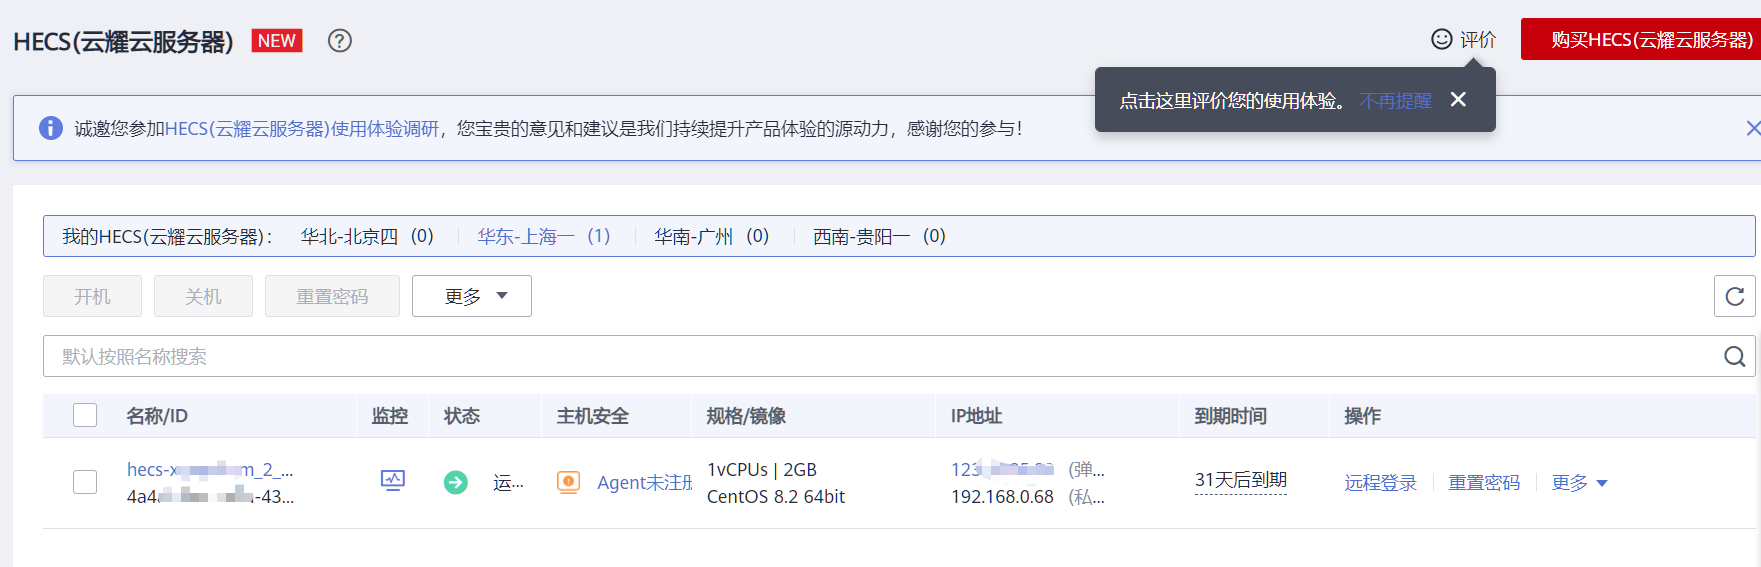 HECS(云耀云服务器) NEW ? 评价 购买HECS(云耀云服务器)
点击这里评价您的使用体验。 不再提醒
诚邀您参加HECS(云耀云服务器)使用体验调研，您宝贵的意见和建议是我们持续提升产品体验的源动力，感谢您的参与！
我的HECS(云耀云服务器)： 华北-北京四 (0) 华东-上海一 (1) 华南-广州 (0) 西南-贵阳一 (0)
开机 关机 重置密码 更多
默认按照名称搜索
名称/ID 监控 状态 主机安全 规格/镜像 IP地址 到期时间 操作
hecs-x m_2_... 运... Agent未注册 1vCPUs | 2GB 123 (弹... 31天后到期 远程登录 重置密码 更多
4a4 -43... CentOS 8.2 64bit 192.168.0.68 (私...